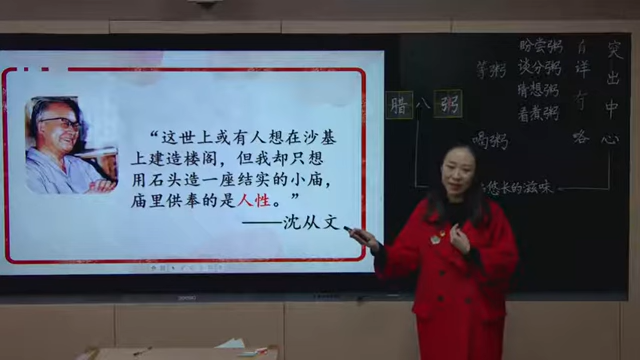 “这世上或有人想在沙基
上建造楼阁，但我却只想
用石头造一座结实的小庙，
庙里供奉的是人性。”
——沈从文
腊八粥
等粥
盼尝粥
谈分粥
猜想粥
看煮粥
喝粥
有详有略
突出中心
悠长的滋味